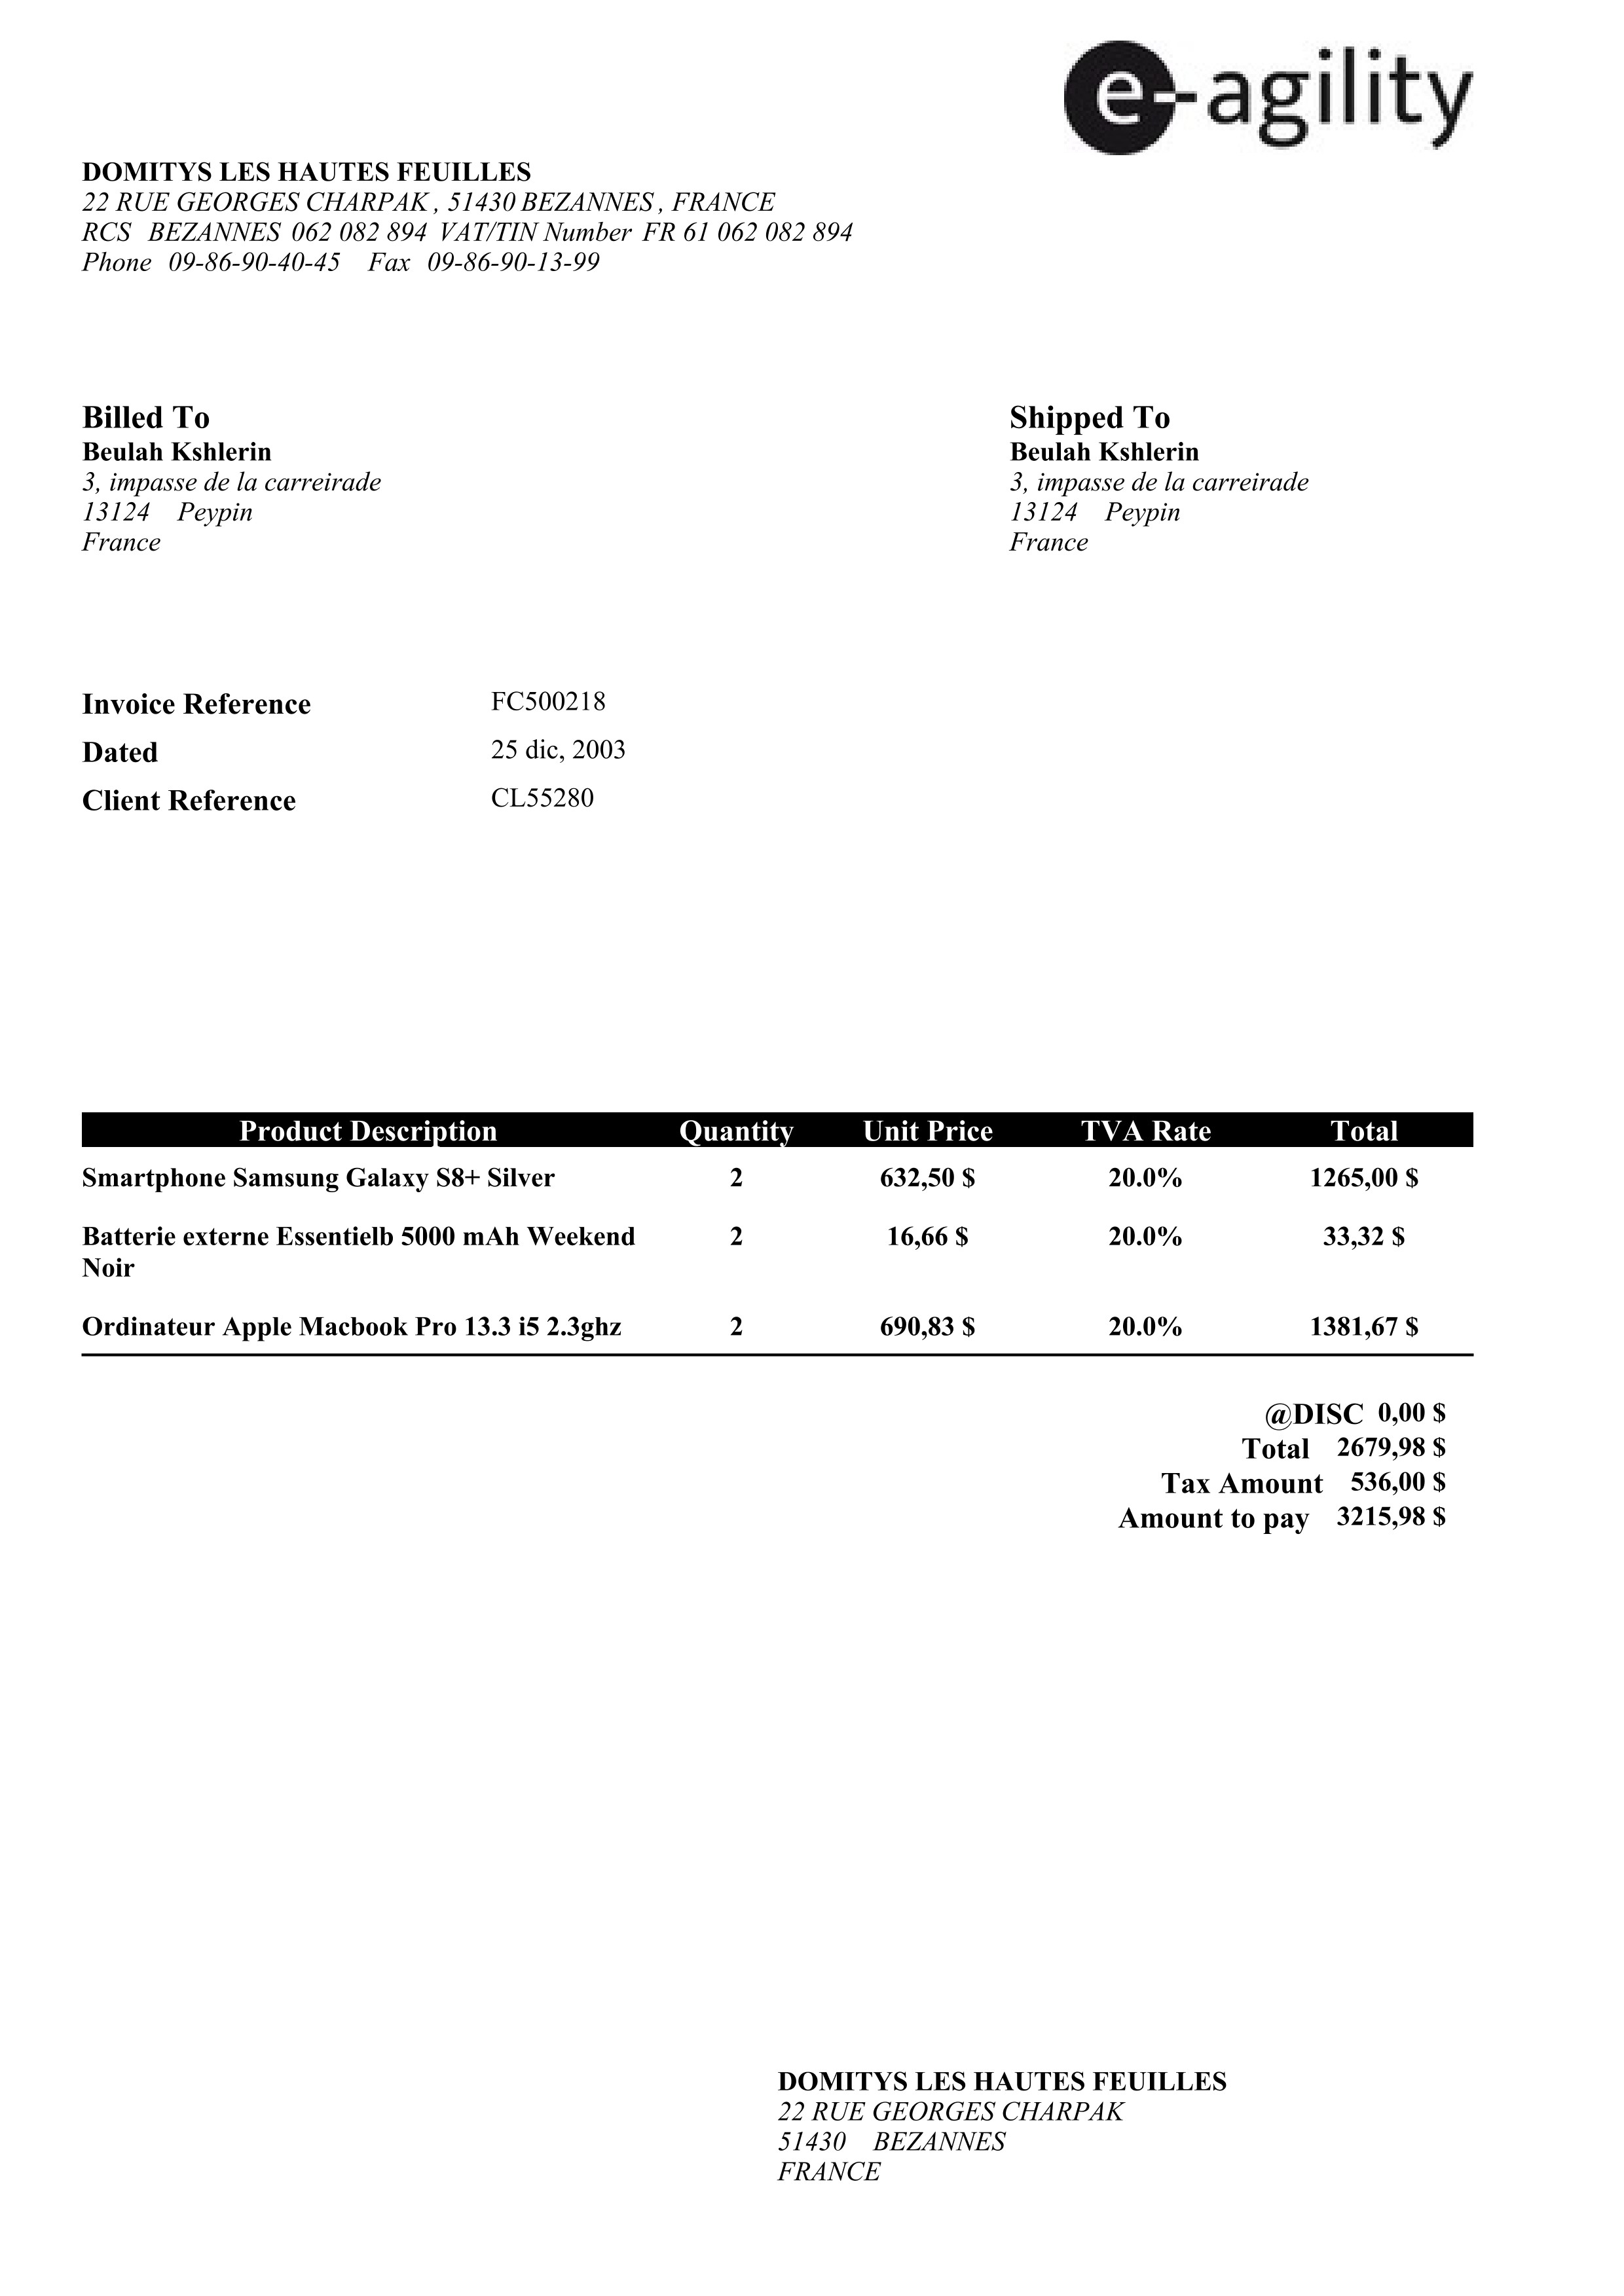 e-agility
DOMITYS LES HAUTES FEUILLES
22 RUE GEORGES CHARPAK , 51430 BEZANNES , FRANCE
RCS BEZANNES 062 082 894 VAT/TIN Number FR 61 062 082 894
Phone 09-86-90-40-45 Fax 09-86-90-13-99
Billed To Shipped To
Beulah Kshlerin Beulah Kshlerin
3, impasse de la carreirade 3, impasse de la carreirade
13124 Peypin 13124 Peypin
France France
Invoice Reference FC500218
Dated 25 dic, 2003
Client Reference CL55280
Product Description Quantity Unit Price TVA Rate Total
Smartphone Samsung Galaxy S8+ Silver 2 632,50 $ 20.0% 1265,00 $
Batterie externe Essentielb 5000 mAh Weekend 2 16,66 $ 20.0% 33,32 $
Noir
Ordinateur Apple Macbook Pro 13.3 i5 2.3ghz 2 690,83 $ 20.0% 1381,67 $
@DISC 0,00 $
Total 2679,98 $
Tax Amount 536,00 $
Amount to pay 3215,98 $
DOMITYS LES HAUTES FEUILLES
22 RUE GEORGES CHARPAK
51430 BEZANNES
FRANCE